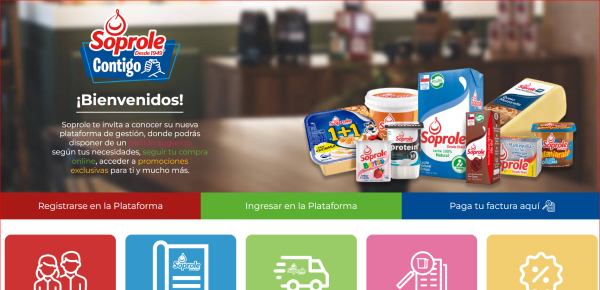 Soprole
Desde 1949
Contigo
¡Bienvenidos!
Soprole te invita a conocer su nueva
plataforma de gestión, donde podrás
disponer de un
según tus necesidades, seguir tu compra
online, acceder a promociones
exclusivas para ti y mucho más.
Soprole
1+1
Soprole
Soprole
Protein
Soprole
Registrarse en la Plataforma
Ingresar en la Plataforma
Paga tu factura aquí
Soprole
Soprole